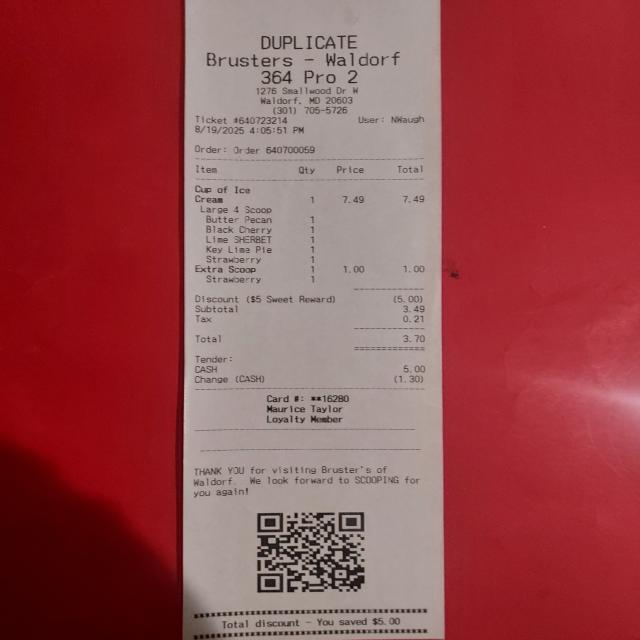 DUPLICATE
Brusters - Waldorf
364 Pro 2
1276 Smallwood Dr W
Waldorf, MD 20603
(301) 705-5726
Ticket #640723214 User: NWaugh
8/19/2025 4:05:51 PM
Order: Order 640700059
Item Qty Price Total
Cup of Ice
Cream 1 7.49 7.49
Large 4 Scoop
Butter Pecan 1
Black Cherry 1
Lime SHERBET 1
Key Lime Pie 1
Strawberry 1
Extra Scoop 1 1.00 1.00
Strawberry 1
Discount ($5 Sweet Reward) (5.00)
Subtotal 3.49
Tax 0.21
Total 3.70
Tender:
CASH 5.00
Change (CASH) (1.30)
Card #: **16280
Maurice Taylor
Loyalty Member
THANK YOU for visiting Bruster's of
Waldorf. We look forward to SCOOPING for
you again!
Total discount - You saved $5.00